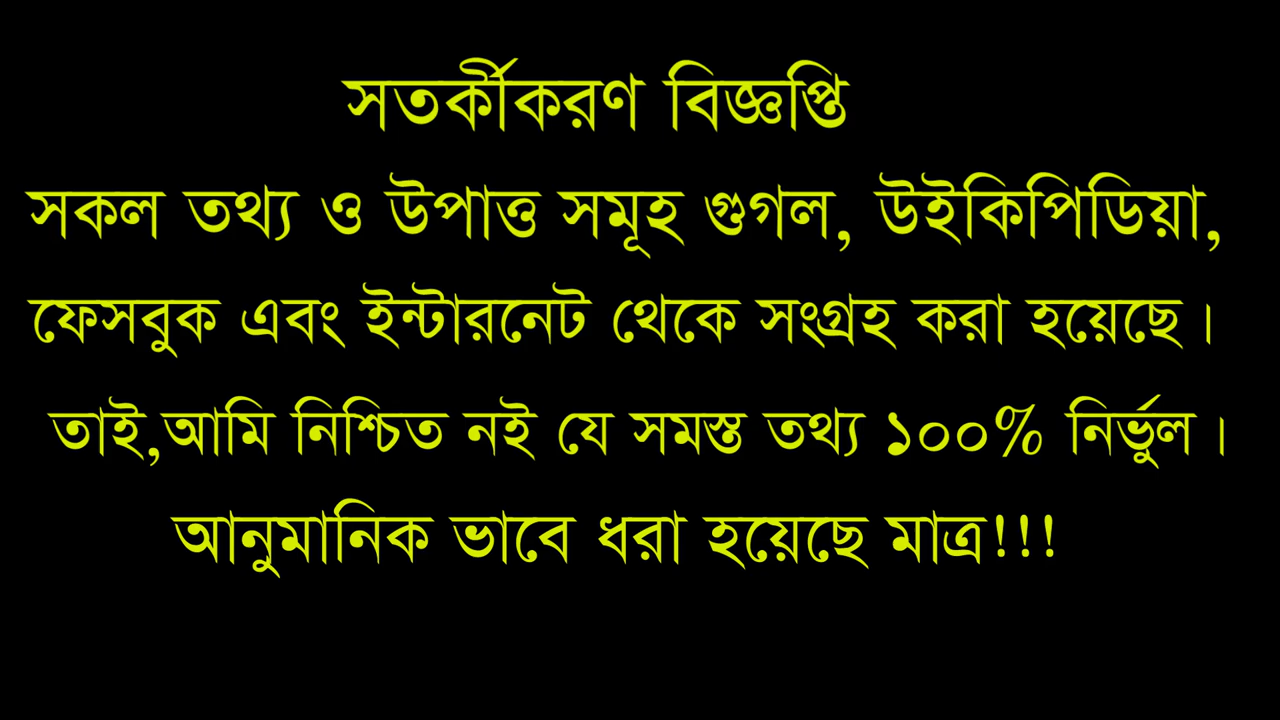 সতর্কীকরণ বিজ্ঞপ্তি
সকল তথ্য ও উপাত্ত সমূহ গুগল, উইকিপিডিয়া,
ফেসবুক এবং ইন্টারনেট থেকে সংগ্রহ করা হয়েছে।
তাই,আমি নিশ্চিত নই যে সমস্ত তথ্য ১০০% নির্ভুল।
আনুমানিক ভাবে ধরা হয়েছে মাত্র!!!